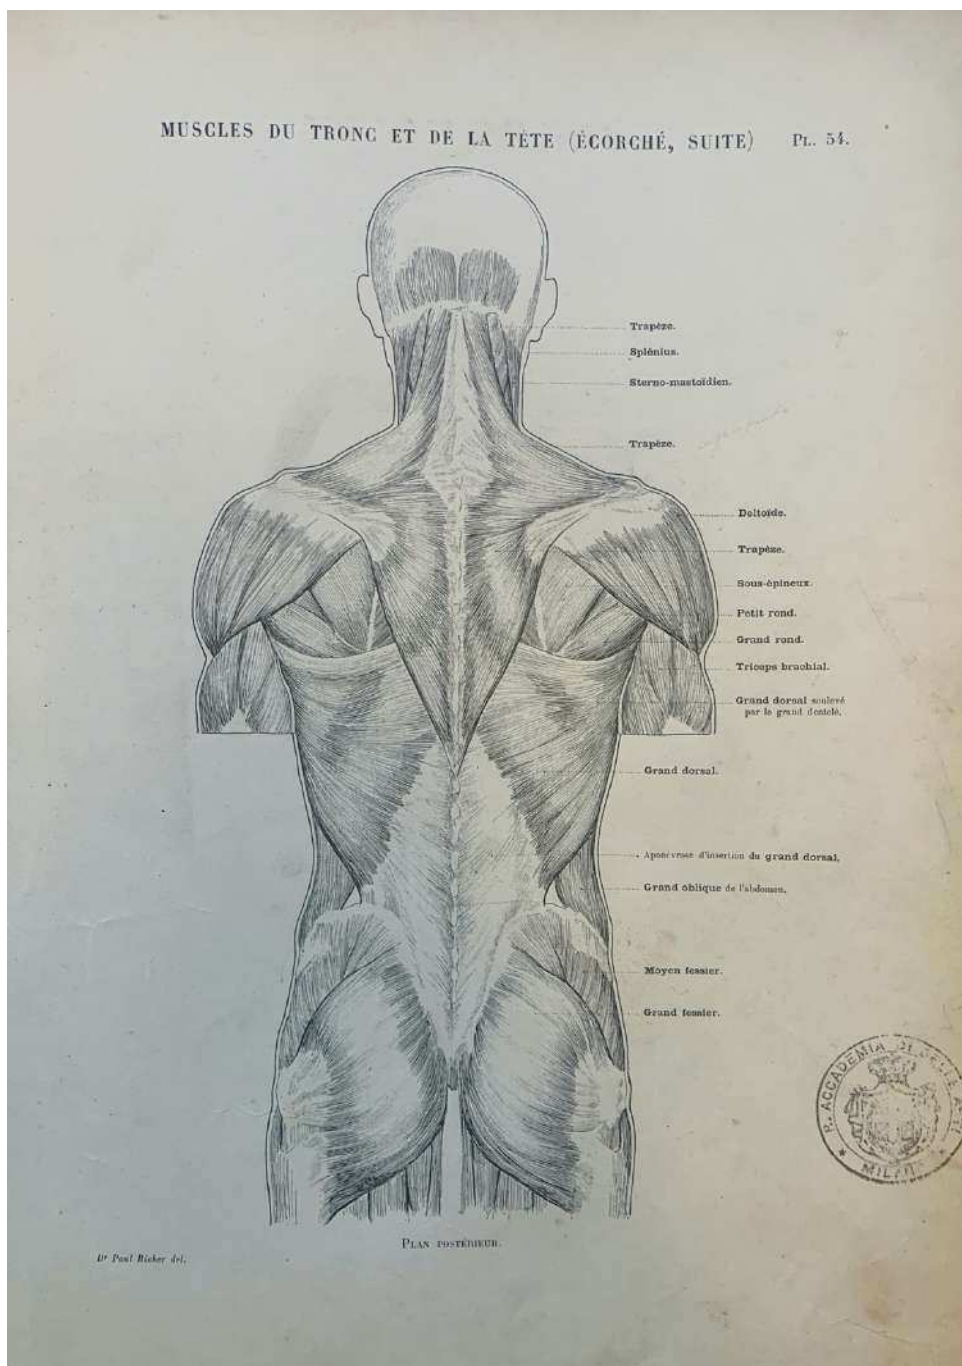 MUSCLES DU TRONC ET DE LA TÊTE (ÉCORCHÉ, SUITE) PL. 54.
Trapèze.
Splénius.
Sterno-mastoïdien.
Trapèze.
Deltoïde.
Trapèze.
Sous-épineux.
Petit rond.
Grand rond.
Triceps brachial.
Grand dorsal soulevé
par le grand dentelé.
Grand dorsal.
Aponévrose d'insertion du grand dorsal.
Grand oblique de l'abdomen.
Moyen fessier.
Grand fessier.
R. ACCADEMIA DI BELLE
MILANO
PLAN POSTÉRIEUR.
Dr Paul Richer del.